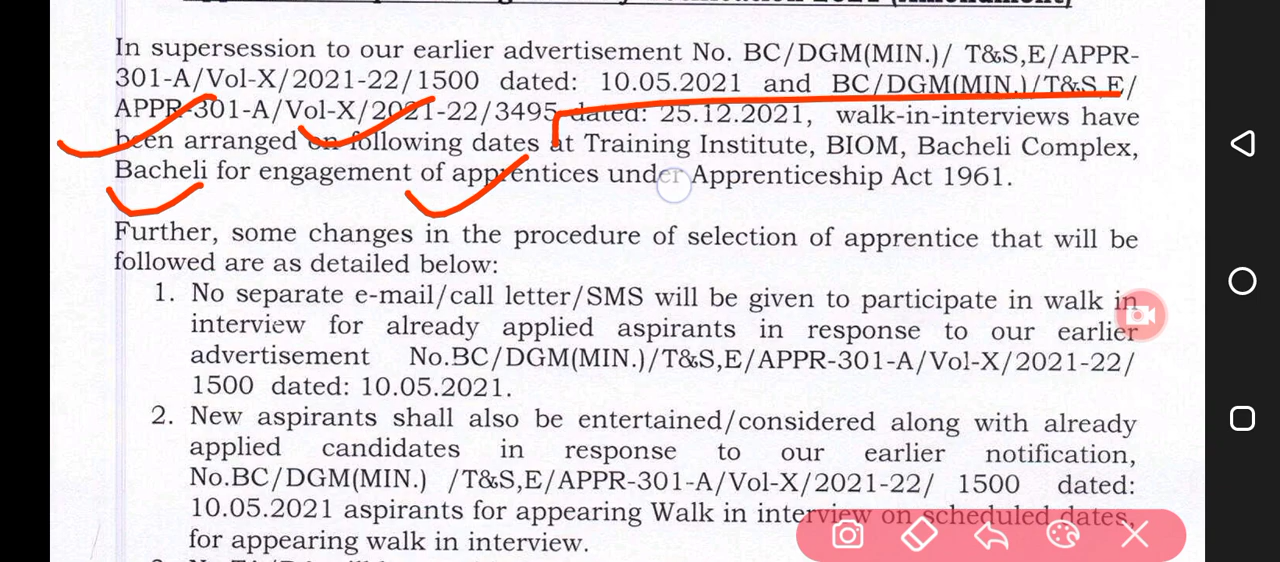 2021 (Amendment)
In supersession to our earlier advertisement No. BC/DGM(MIN.)/ T&S,E/APPR-
301-A/Vol-X/2021-22/1500 dated: 10.05.2021 and BC/DGM(MIN.)/T&S,E/
APPR-301-A/Vol-X/2021-22/3495 dated: 25.12.2021, walk-in-interviews have
been arranged on following dates at Training Institute, BIOM, Bacheli Complex,
Bacheli for engagement of apprentices under Apprenticeship Act 1961.
Further, some changes in the procedure of selection of apprentice that will be
followed are as detailed below:
1. No separate e-mail/call letter/SMS will be given to participate in walk in
interview for already applied aspirants in response to our earlier
advertisement No.BC/DGM(MIN.)/T&S,E/APPR-301-A/Vol-X/2021-22/
1500 dated: 10.05.2021.
2. New aspirants shall also be entertained/considered along with already
applied candidates in response to our earlier notification,
No.BC/DGM(MIN.) /T&S,E/APPR-301-A/Vol-X/2021-22/ 1500 dated:
10.05.2021 aspirants for appearing Walk in interview on scheduled dates,
for appearing walk in interview.